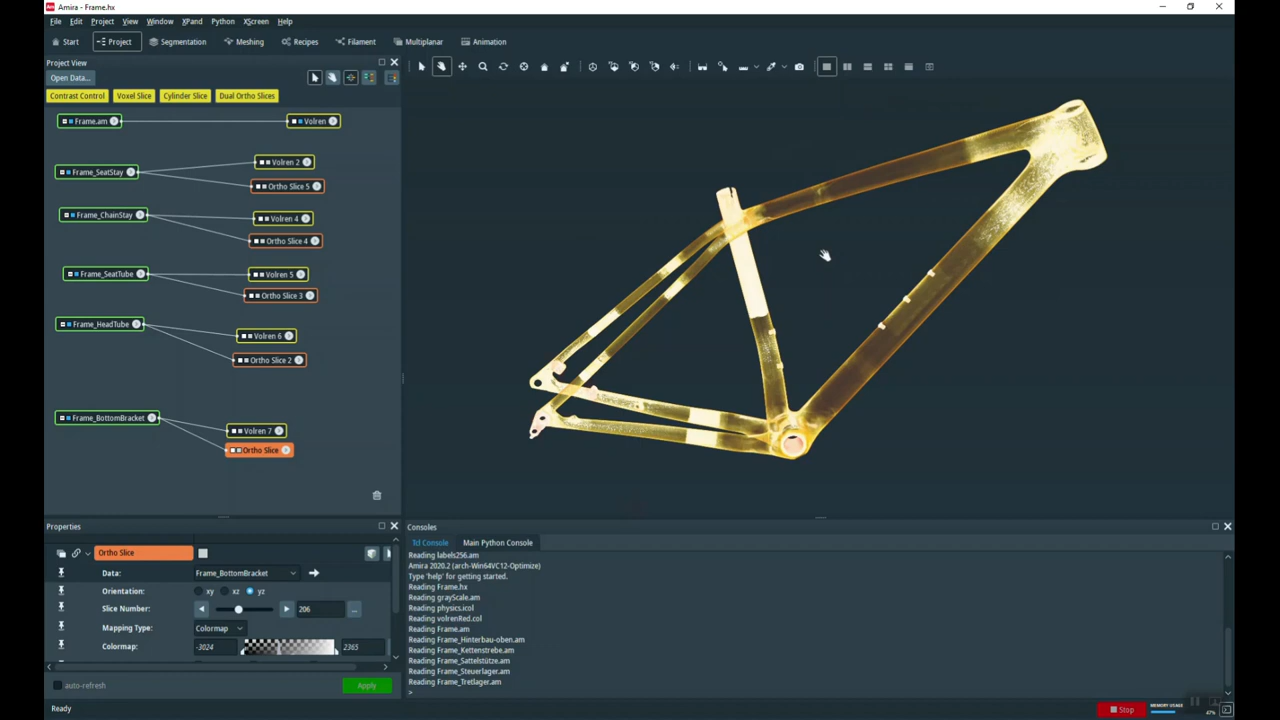 Amira - Frame.hx
File Edit Project View Window XPand Python XScreen Help
Start Project Segmentation Meshing Recipes Filament Multiplanar Animation
Project View
Open Data...
Contrast Control Voxel Slice Cylinder Slice Dual Ortho Slices
Frame.am Volren
Frame_SeatStay Volren 2
Ortho Slice 5
Frame_ChainStay Volren 4
Ortho Slice 4
Frame_SeatTube Volren 5
Ortho Slice 3
Frame_HeadTube Volren 6
Ortho Slice 2
Frame_BottomBracket Volren 7
Ortho Slice
Properties
Ortho Slice
Data: Frame_BottomBracket
Orientation: xy xz yz
Slice Number: 206 ...
Mapping Type: Colormap
Colormap: -3024 2365
auto-refresh Apply
Consoles
Tcl Console Main Python Console
Reading labels256.am
Amira 2020.2 (arch-Win64VC12-Optimize)
Type 'help' for getting started.
Reading Frame.hx
Reading grayScale.am
Reading physics.icol
Reading volrenRed.col
Reading Frame.am
Reading Frame_Hinterbau-oben.am
Reading Frame_Kettenstrebe.am
Reading Frame_Sattelstütze.am
Reading Frame_Steuerlager.am
Reading Frame_Tretlager.am
>
Ready Stop MEMORY USAGE 47%